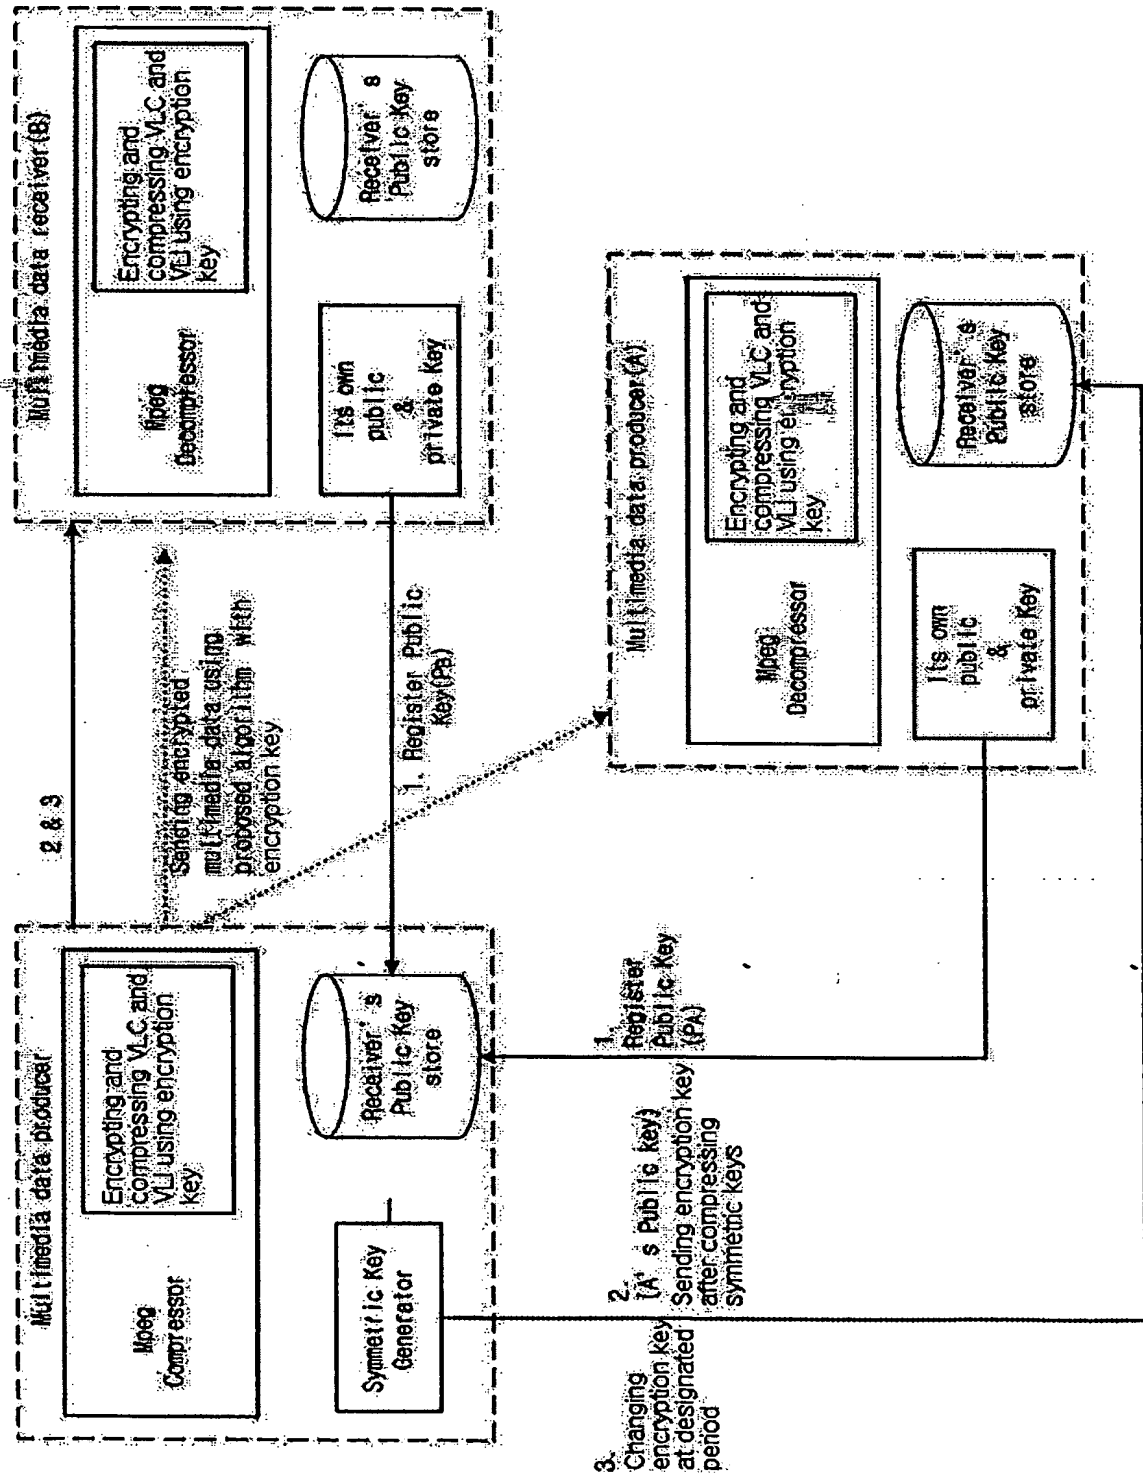 Multimedia data producer
Mpeg
Compressor
Encrypting and
compressing VLC and
VLI using encryption
key
Symmetric Key
Generator
Receiver's
Public Key
store
2 & 3
Sending encrypted
multimedia data using
proposed algorithm with
encryption key
1. Register Public
Key(PB)
Multimedia data receiver(B)
Mpeg
Decompressor
Encrypting and
compressing VLC and
VLI using encryption
key
Its own
public
&
private Key
Receiver's
Public Key
store
3.
Changing
encryption key
at designated
period
2.
(A's Public key)
Sending encryption key
after compressing
symmetric keys
1.
Register
Public Key
(PA)
Multimedia data producer(A)
Mpeg
Decompressor
Encrypting and
compressing VLC and
VLI using encryption
key
Its own
public
&
private Key
Receiver's
Public Key
store